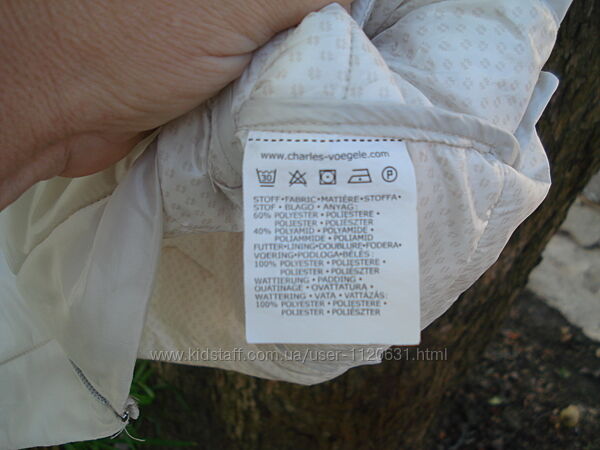 www.charles-voegele.com
30 P
STOFF•FABRIC•MATIÈRE•STOFFA
STOF • BLAGO • ANYAG:
60% POLYESTER • POLIESTERE •
POLIESTER • POLIÉSZTER
40% POLYAMID • POLYAMIDE •
POLIAMMIDE • POLIAMID
FUTTER•LINING•DOUBLURE•FODERA
VOERING•PODLOGA•BÉLÉS:
100% POLYESTER • POLIESTERE •
POLIESTER • POLIÉSZTER
WATTIERUNG • PADDING •
OUATINAGE • OVATTATURA •
WATTERING • VATA • VATTÁZÁS:
100% POLYESTER • POLIESTERE •
POLIESTER • POLIÉSZTER
www.kidstaff.com.ua/user-1120631.html